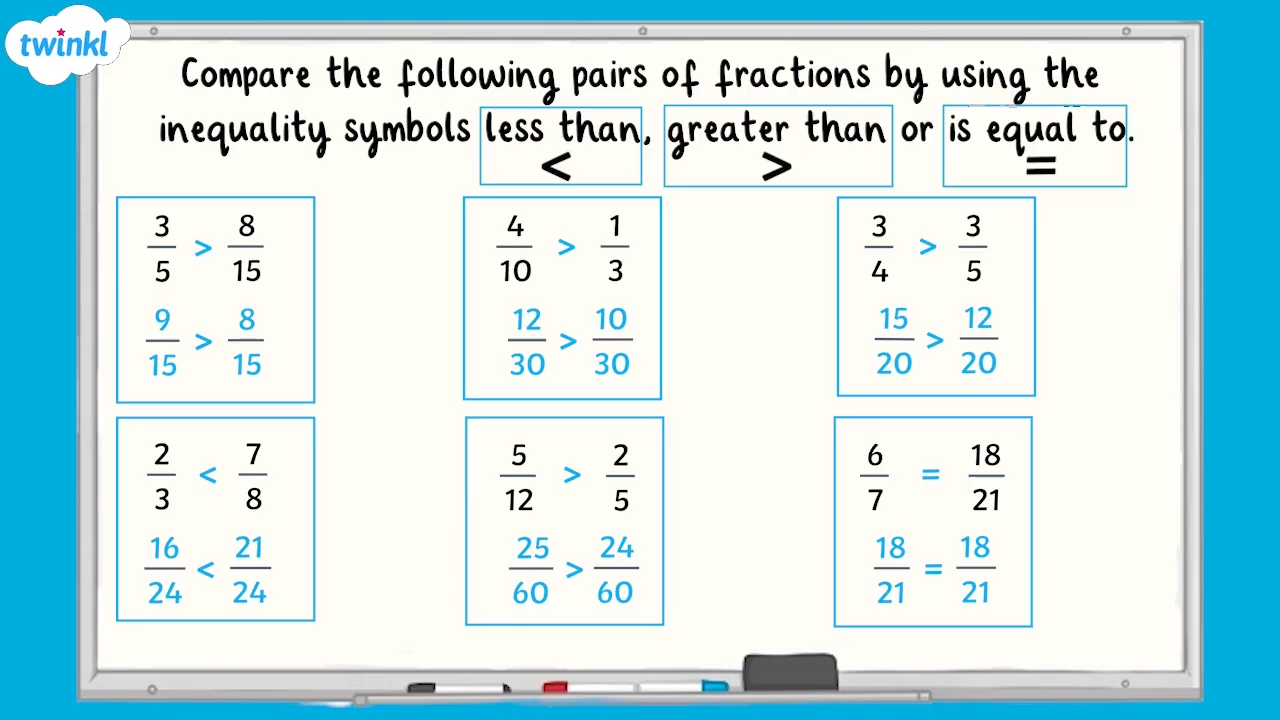 twinkl
Compare the following pairs of fractions by using the
inequality symbols less than, greater than or is equal to.
< > =
3/5 > 8/15
9/15 > 8/15
4/10 > 1/3
12/30 > 10/30
3/4 > 3/5
15/20 > 12/20
2/3 < 7/8
16/24 < 21/24
5/12 > 2/5
25/60 > 24/60
6/7 = 18/21
18/21 = 18/21